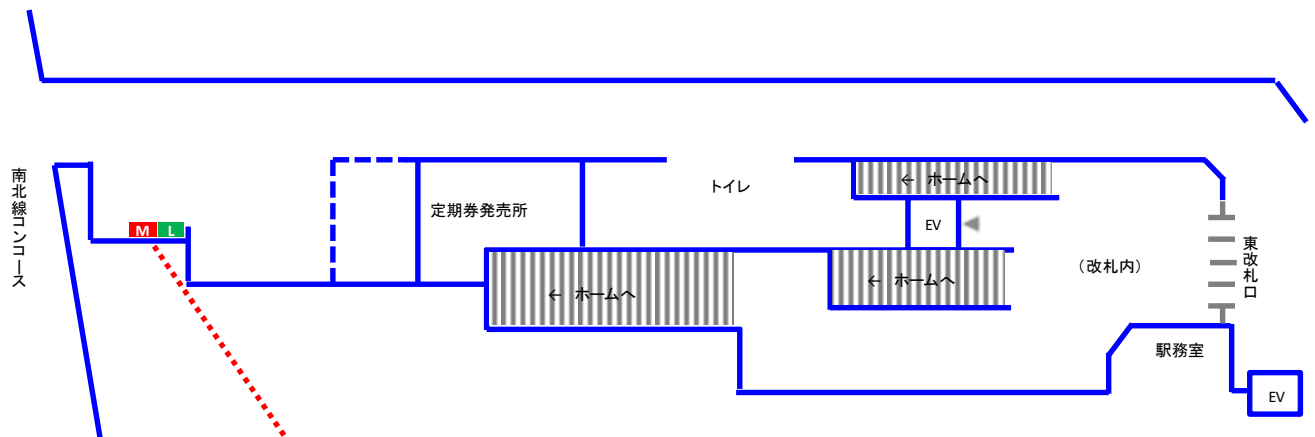 南北線コンコース
M L
定期券発売所
トイレ
← ホームへ
← ホームへ
EV
← ホームへ
(改札内)
東改札口
駅務室
EV